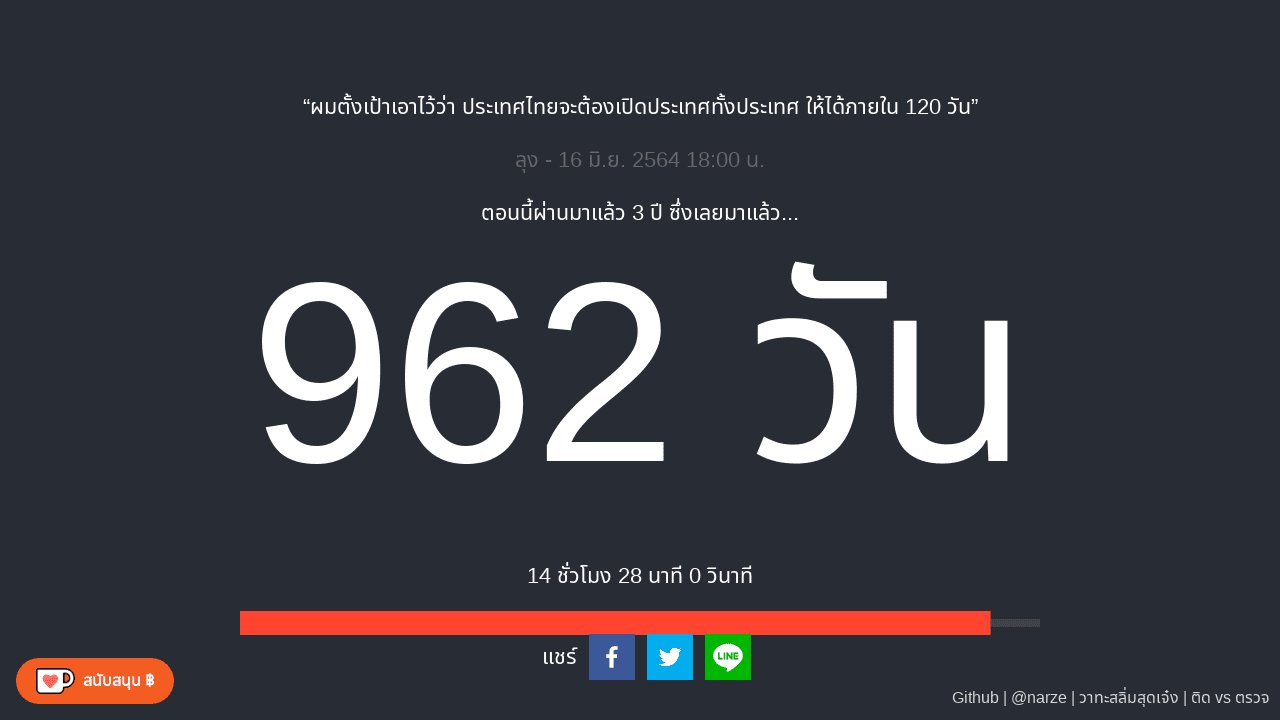 “ผมตั้งเป้าเอาไว้ว่า ประเทศไทยจะต้องเปิดประเทศทั้งประเทศ ให้ได้ภายใน 120 วัน”
ลุง - 16 มิ.ย. 2564 18:00 น.
ตอนนี้ผ่านมาแล้ว 3 ปี ซึ่งเลยมาแล้ว...
962 วัน
14 ชั่วโมง 28 นาที 0 วินาที
แชร์
LINE
สนับสนุน ฿
Github | @narze | วาทะสลิ่มสุดเจ๋ง | ติด vs ตรวจ